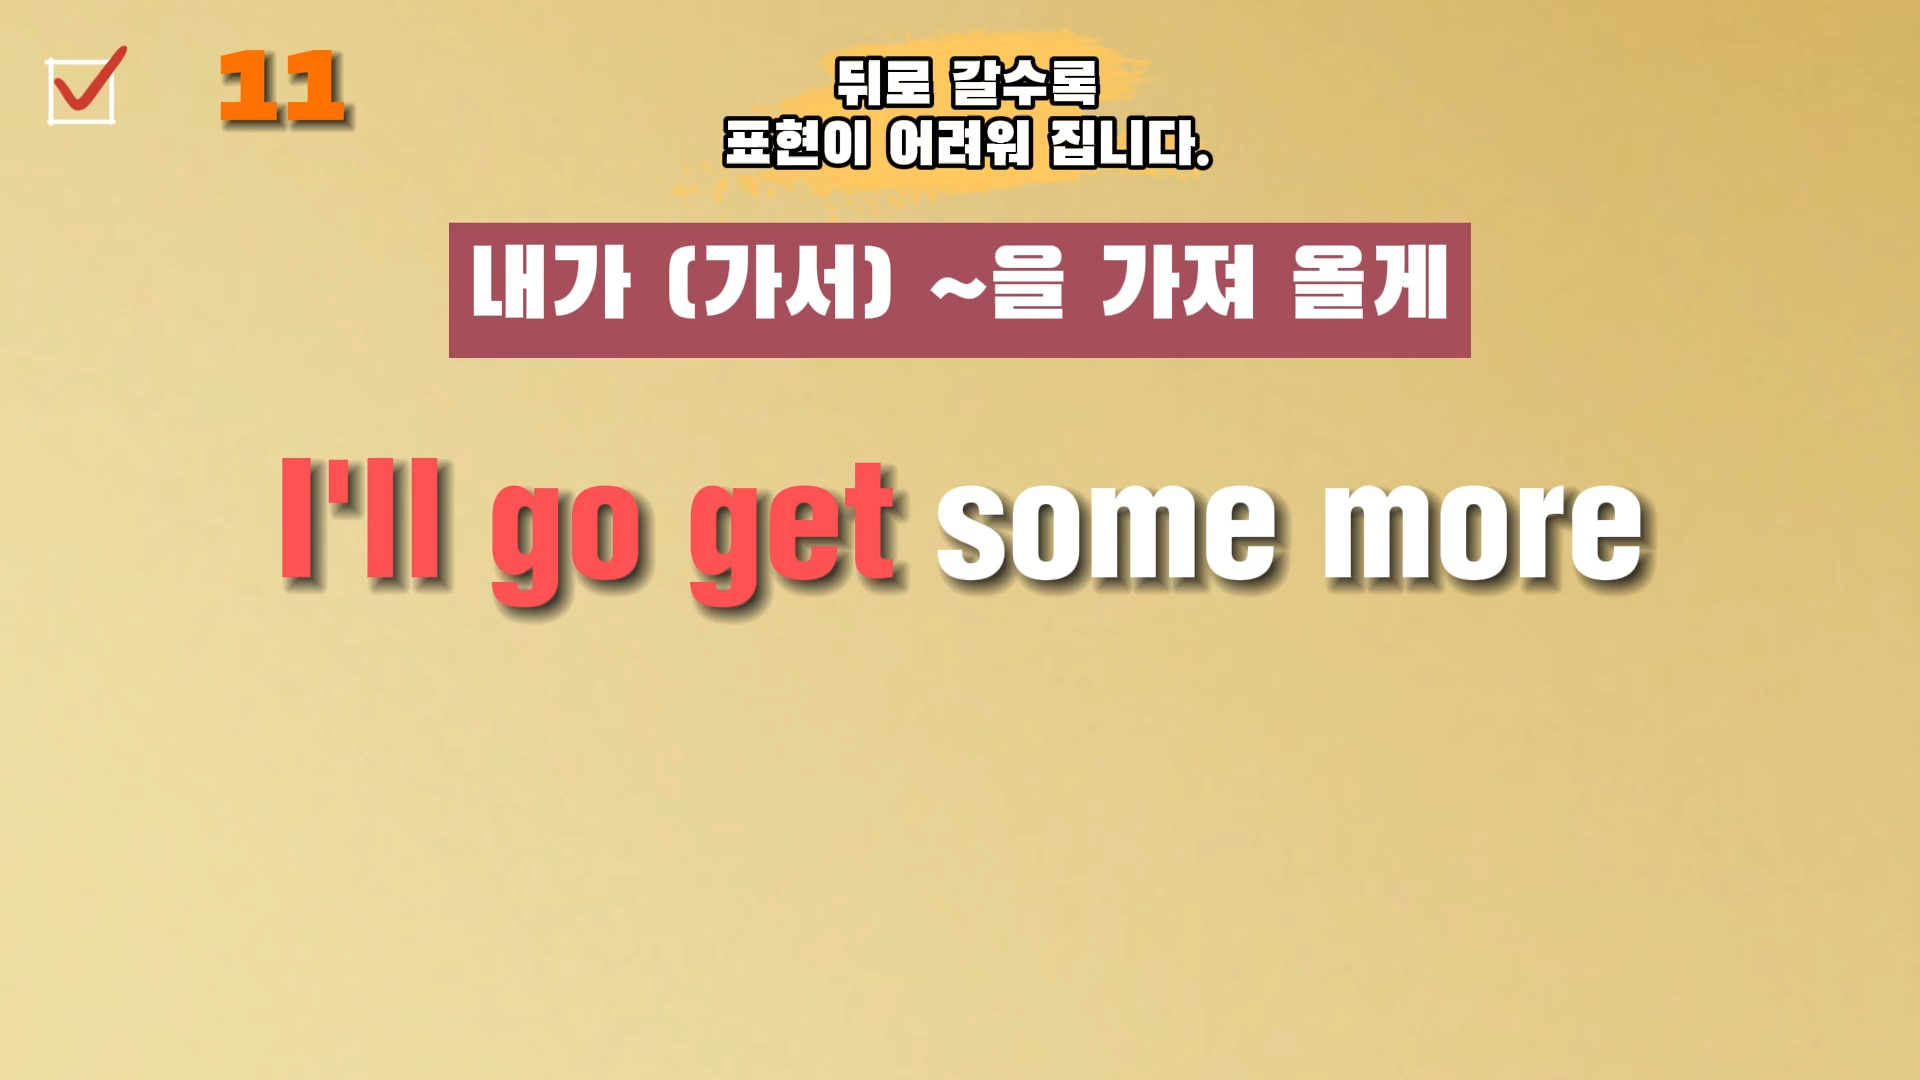 11
뒤로 갈수록
표현이 어려워 집니다.
내가 (가서) ~을 가져 올게
I'll go get some more